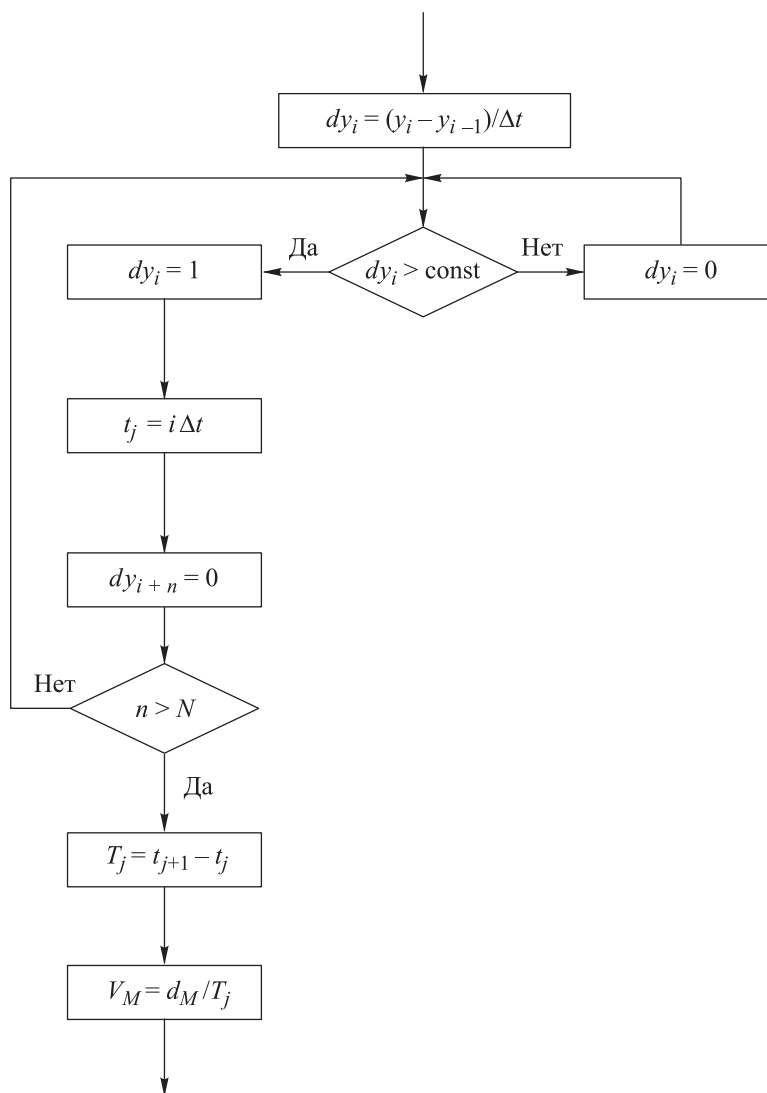 dy_i = (y_i – y_{i–1})/Δt
Да
Нет
dy_i = 1
dy_i > const
dy_i = 0
t_j = i Δt
dy_{i+n} = 0
Нет
n > N
Да
T_j = t_{j+1} – t_j
V_M = d_M/T_j